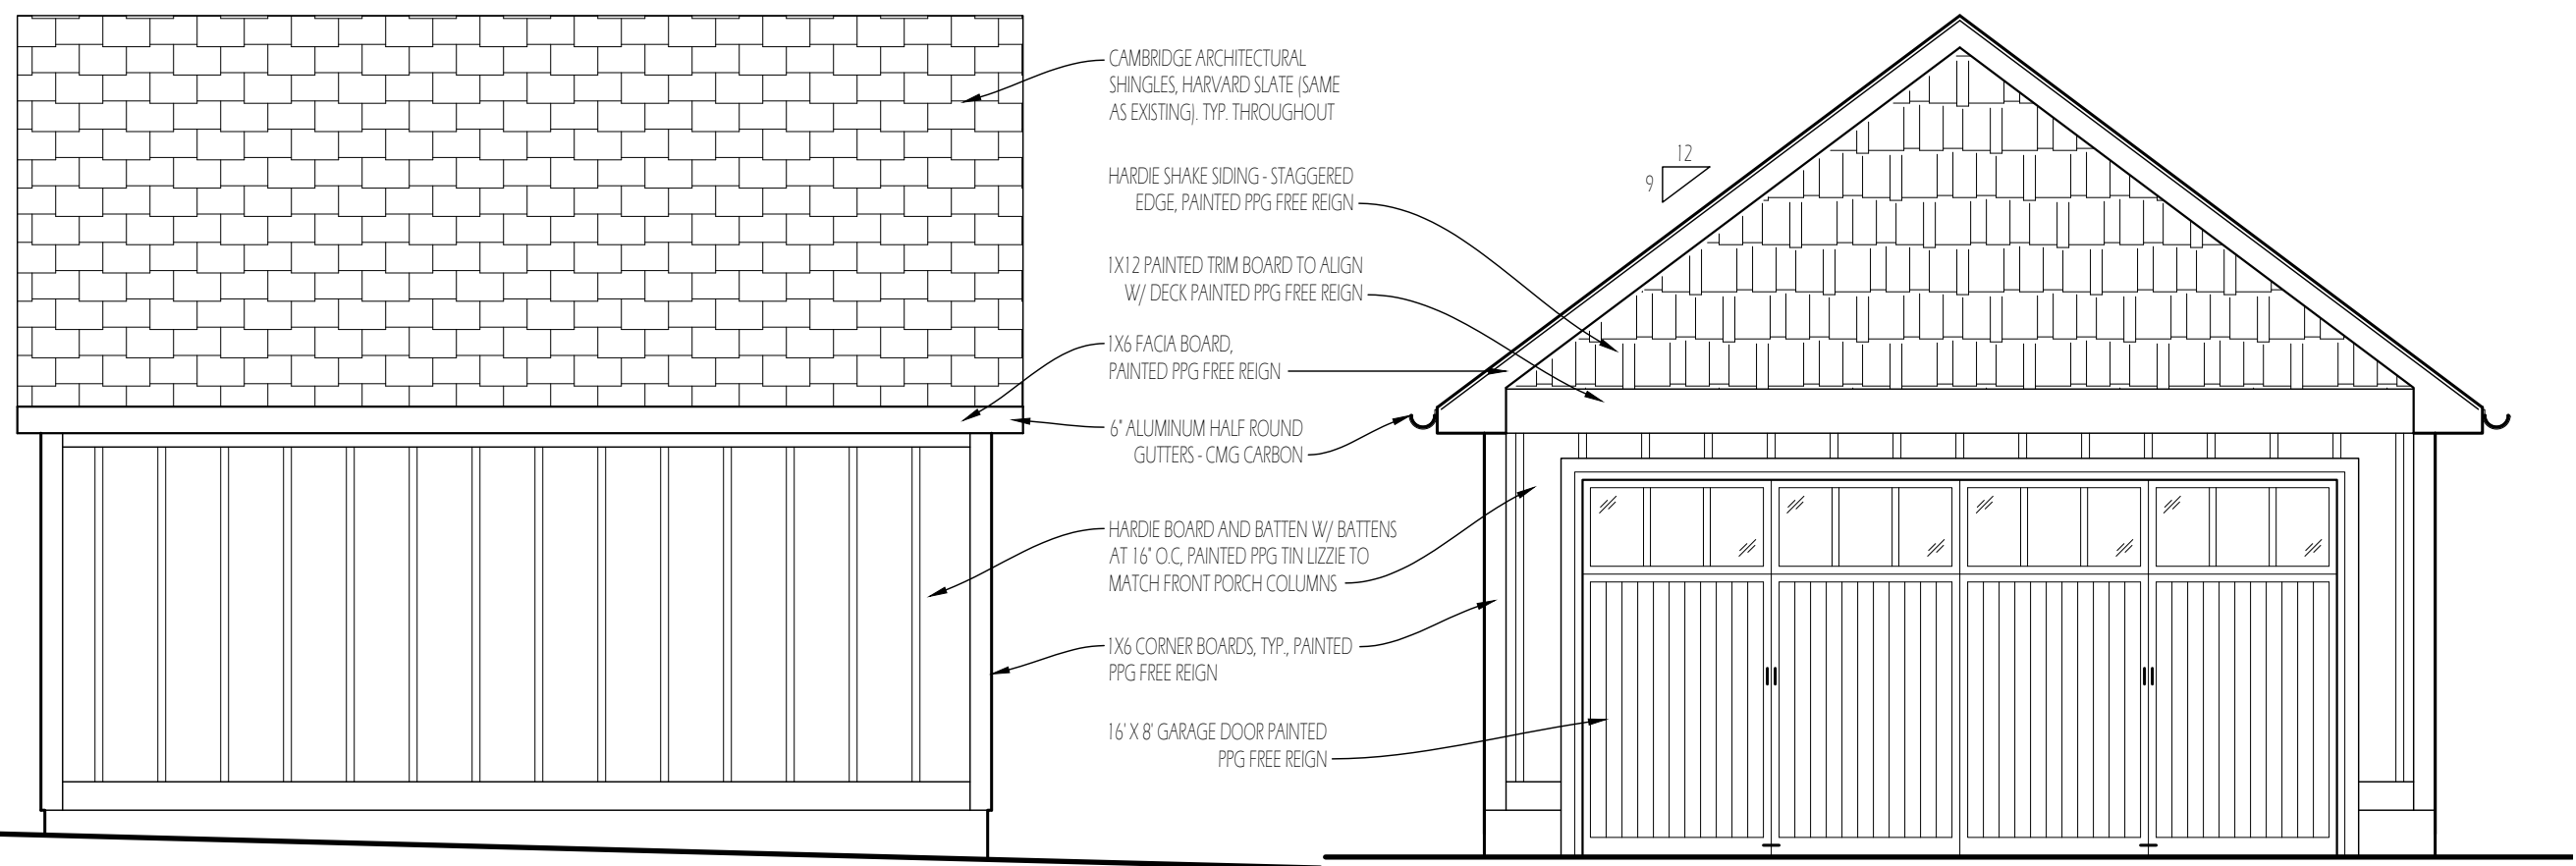 CAMBRIDGE ARCHITECTURAL
SHINGLES, HARVARD SLATE (SAME
AS EXISTING). TYP. THROUGHOUT
HARDIE SHAKE SIDING - STAGGERED
EDGE, PAINTED PPG FREE REIGN
1X12 PAINTED TRIM BOARD TO ALIGN
W/ DECK PAINTED PPG FREE REIGN
1X6 FACIA BOARD,
PAINTED PPG FREE REIGN
6" ALUMINUM HALF ROUND
GUTTERS - CMG CARBON
HARDIE BOARD AND BATTEN W/ BATTENS
AT 16" O.C, PAINTED PPG TIN LIZZIE TO
MATCH FRONT PORCH COLUMNS
1X6 CORNER BOARDS, TYP., PAINTED
PPG FREE REIGN
16' X 8' GARAGE DOOR PAINTED
PPG FREE REIGN
12
9